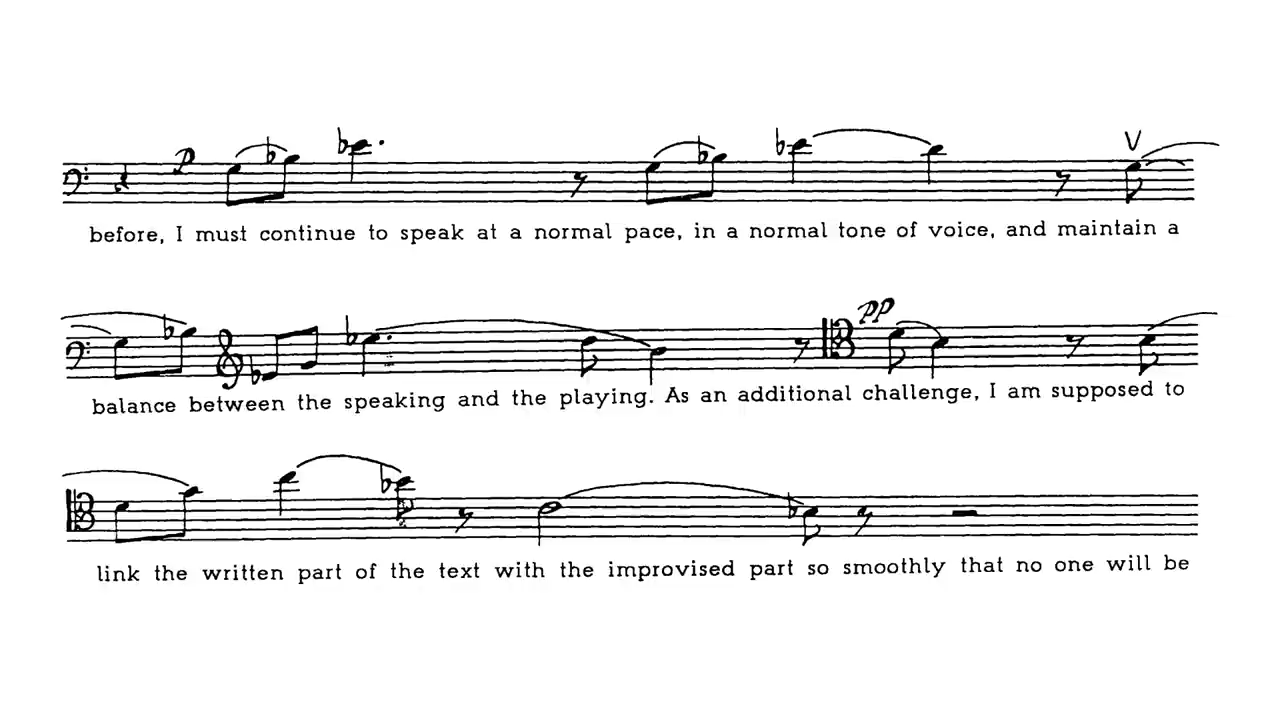 p
V
before, I must continue to speak at a normal pace, in a normal tone of voice, and maintain a
pp
balance between the speaking and the playing. As an additional challenge, I am supposed to
link the written part of the text with the improvised part so smoothly that no one will be